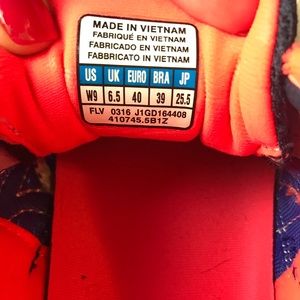 MADE IN VIETNAM
FABRIQUÉ EN VIETNAM
FABRICADO EN VIETNAM
FABBRICATO IN VIETNAM
US UK EURO BRA JP
W9 6.5 40 39 25.5
FLV 0316 J1GD164408
410745.5B1Z